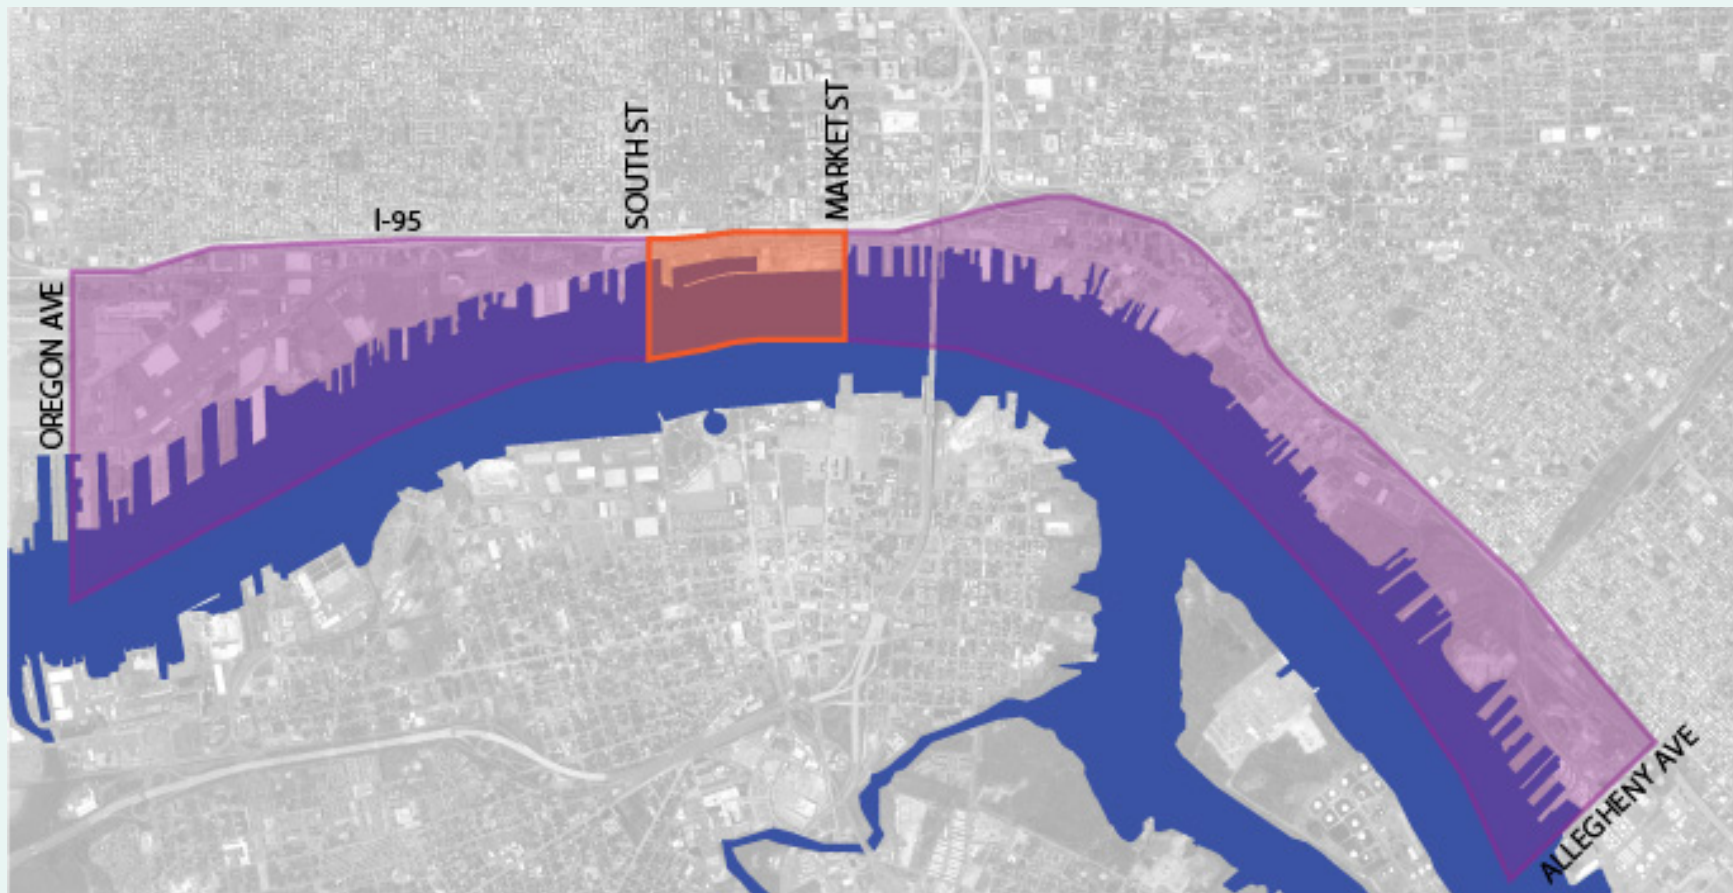 SOUTH ST
MARKET ST
I-95
OREGON AVE
ALLEGHENY AVE